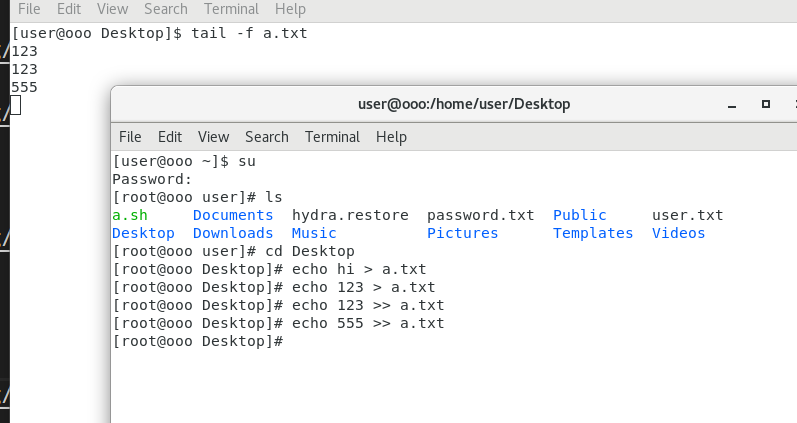 File Edit View Search Terminal Help
[user@ooo Desktop]$ tail -f a.txt
123
123
555
user@ooo:/home/user/Desktop
File Edit View Search Terminal Help
[user@ooo ~]$ su
Password:
[root@ooo user]# ls
a.sh Documents hydra.restore password.txt Public user.txt
Desktop Downloads Music Pictures Templates Videos
[root@ooo user]# cd Desktop
[root@ooo Desktop]# echo hi > a.txt
[root@ooo Desktop]# echo 123 > a.txt
[root@ooo Desktop]# echo 123 >> a.txt
[root@ooo Desktop]# echo 555 >> a.txt
[root@ooo Desktop]#